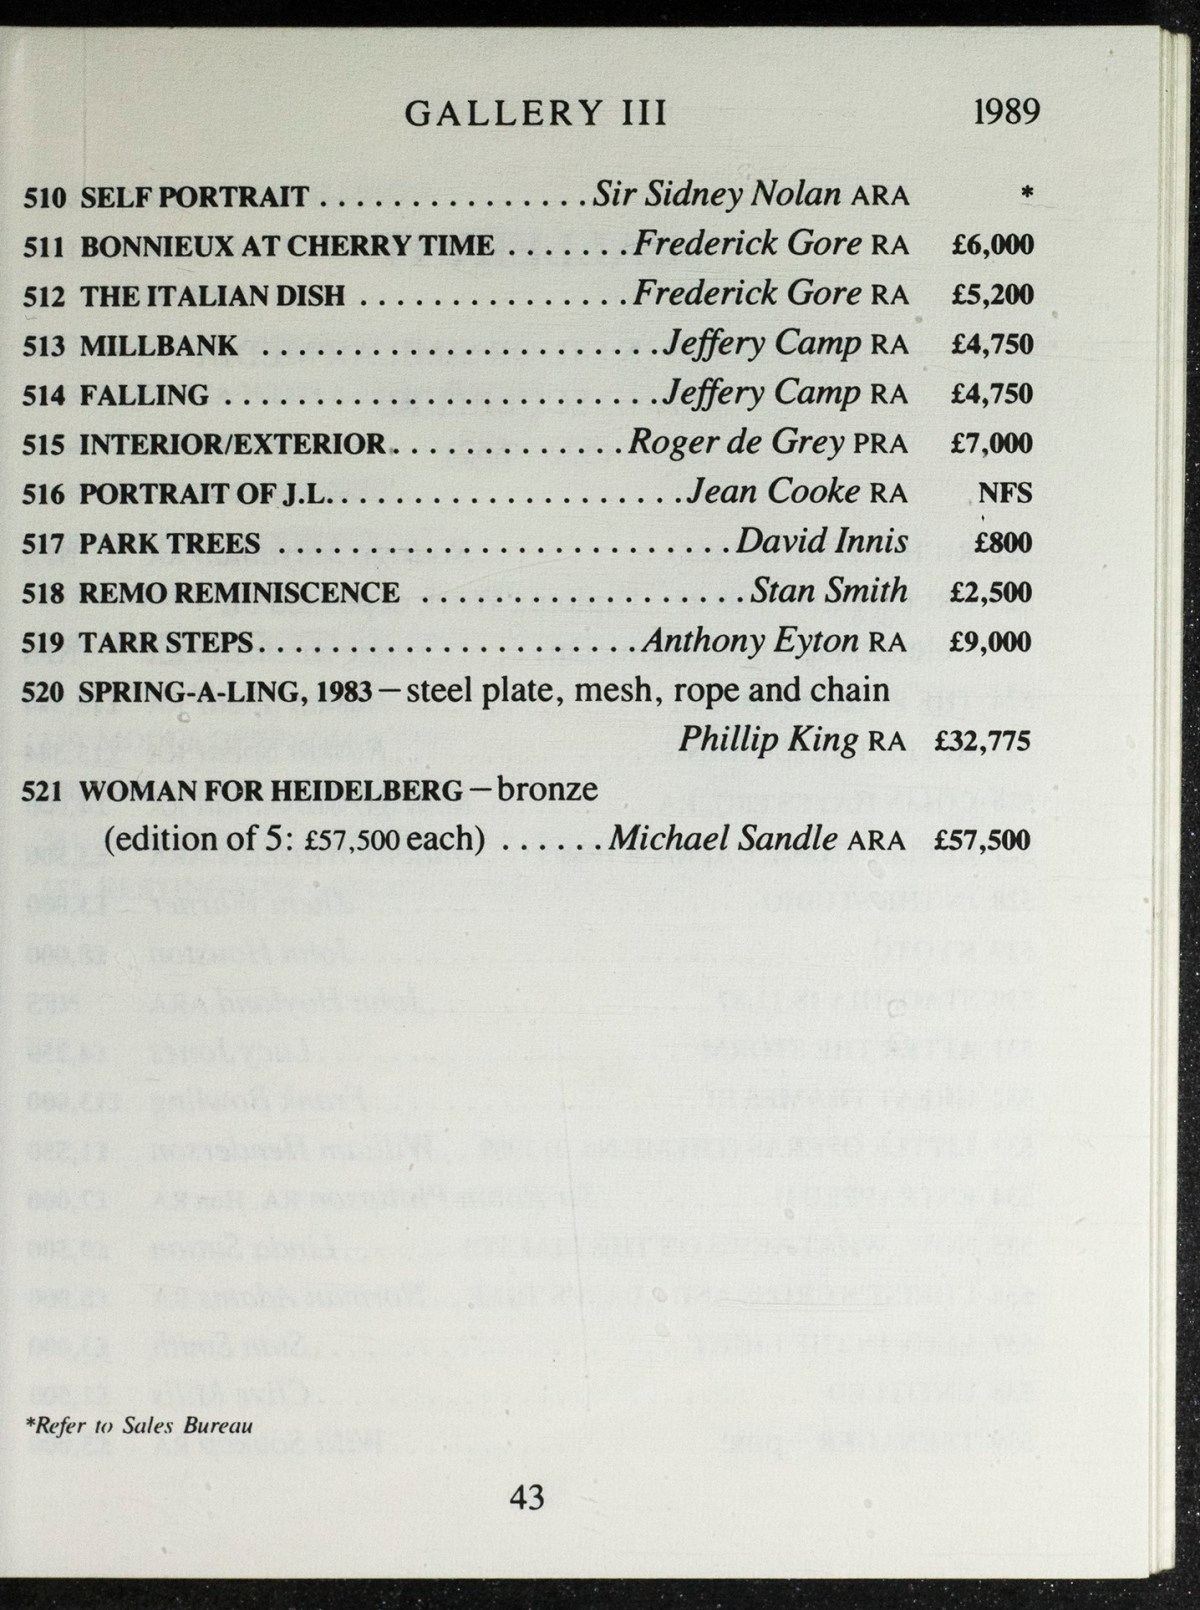 GALLERY III 1989
510 SELF PORTRAIT . . . . . . . . . . . . . . . Sir Sidney Nolan ARA *
511 BONNIEUX AT CHERRY TIME . . . . . . . Frederick Gore RA £6,000
512 THE ITALIAN DISH . . . . . . . . . . . . . . . Frederick Gore RA £5,200
513 MILLBANK . . . . . . . . . . . . . . . . . . . . . . Jeffery Camp RA £4,750
514 FALLING . . . . . . . . . . . . . . . . . . . . . . . . Jeffery Camp RA £4,750
515 INTERIOR/EXTERIOR. . . . . . . . . . . . . Roger de Grey PRA £7,000
516 PORTRAIT OF J.L. . . . . . . . . . . . . . . . . . . . Jean Cooke RA NFS
517 PARK TREES . . . . . . . . . . . . . . . . . . . . . . . . . David Innis £800
518 REMO REMINISCENCE . . . . . . . . . . . . . . . . . . Stan Smith £2,500
519 TARR STEPS. . . . . . . . . . . . . . . . . . . . . Anthony Eyton RA £9,000
520 SPRING-A-LING, 1983—steel plate, mesh, rope and chain
Phillip King RA £32,775
521 WOMAN FOR HEIDELBERG—bronze
(edition of 5: £57,500 each) . . . . . . Michael Sandle ARA £57,500
*Refer to Sales Bureau
43